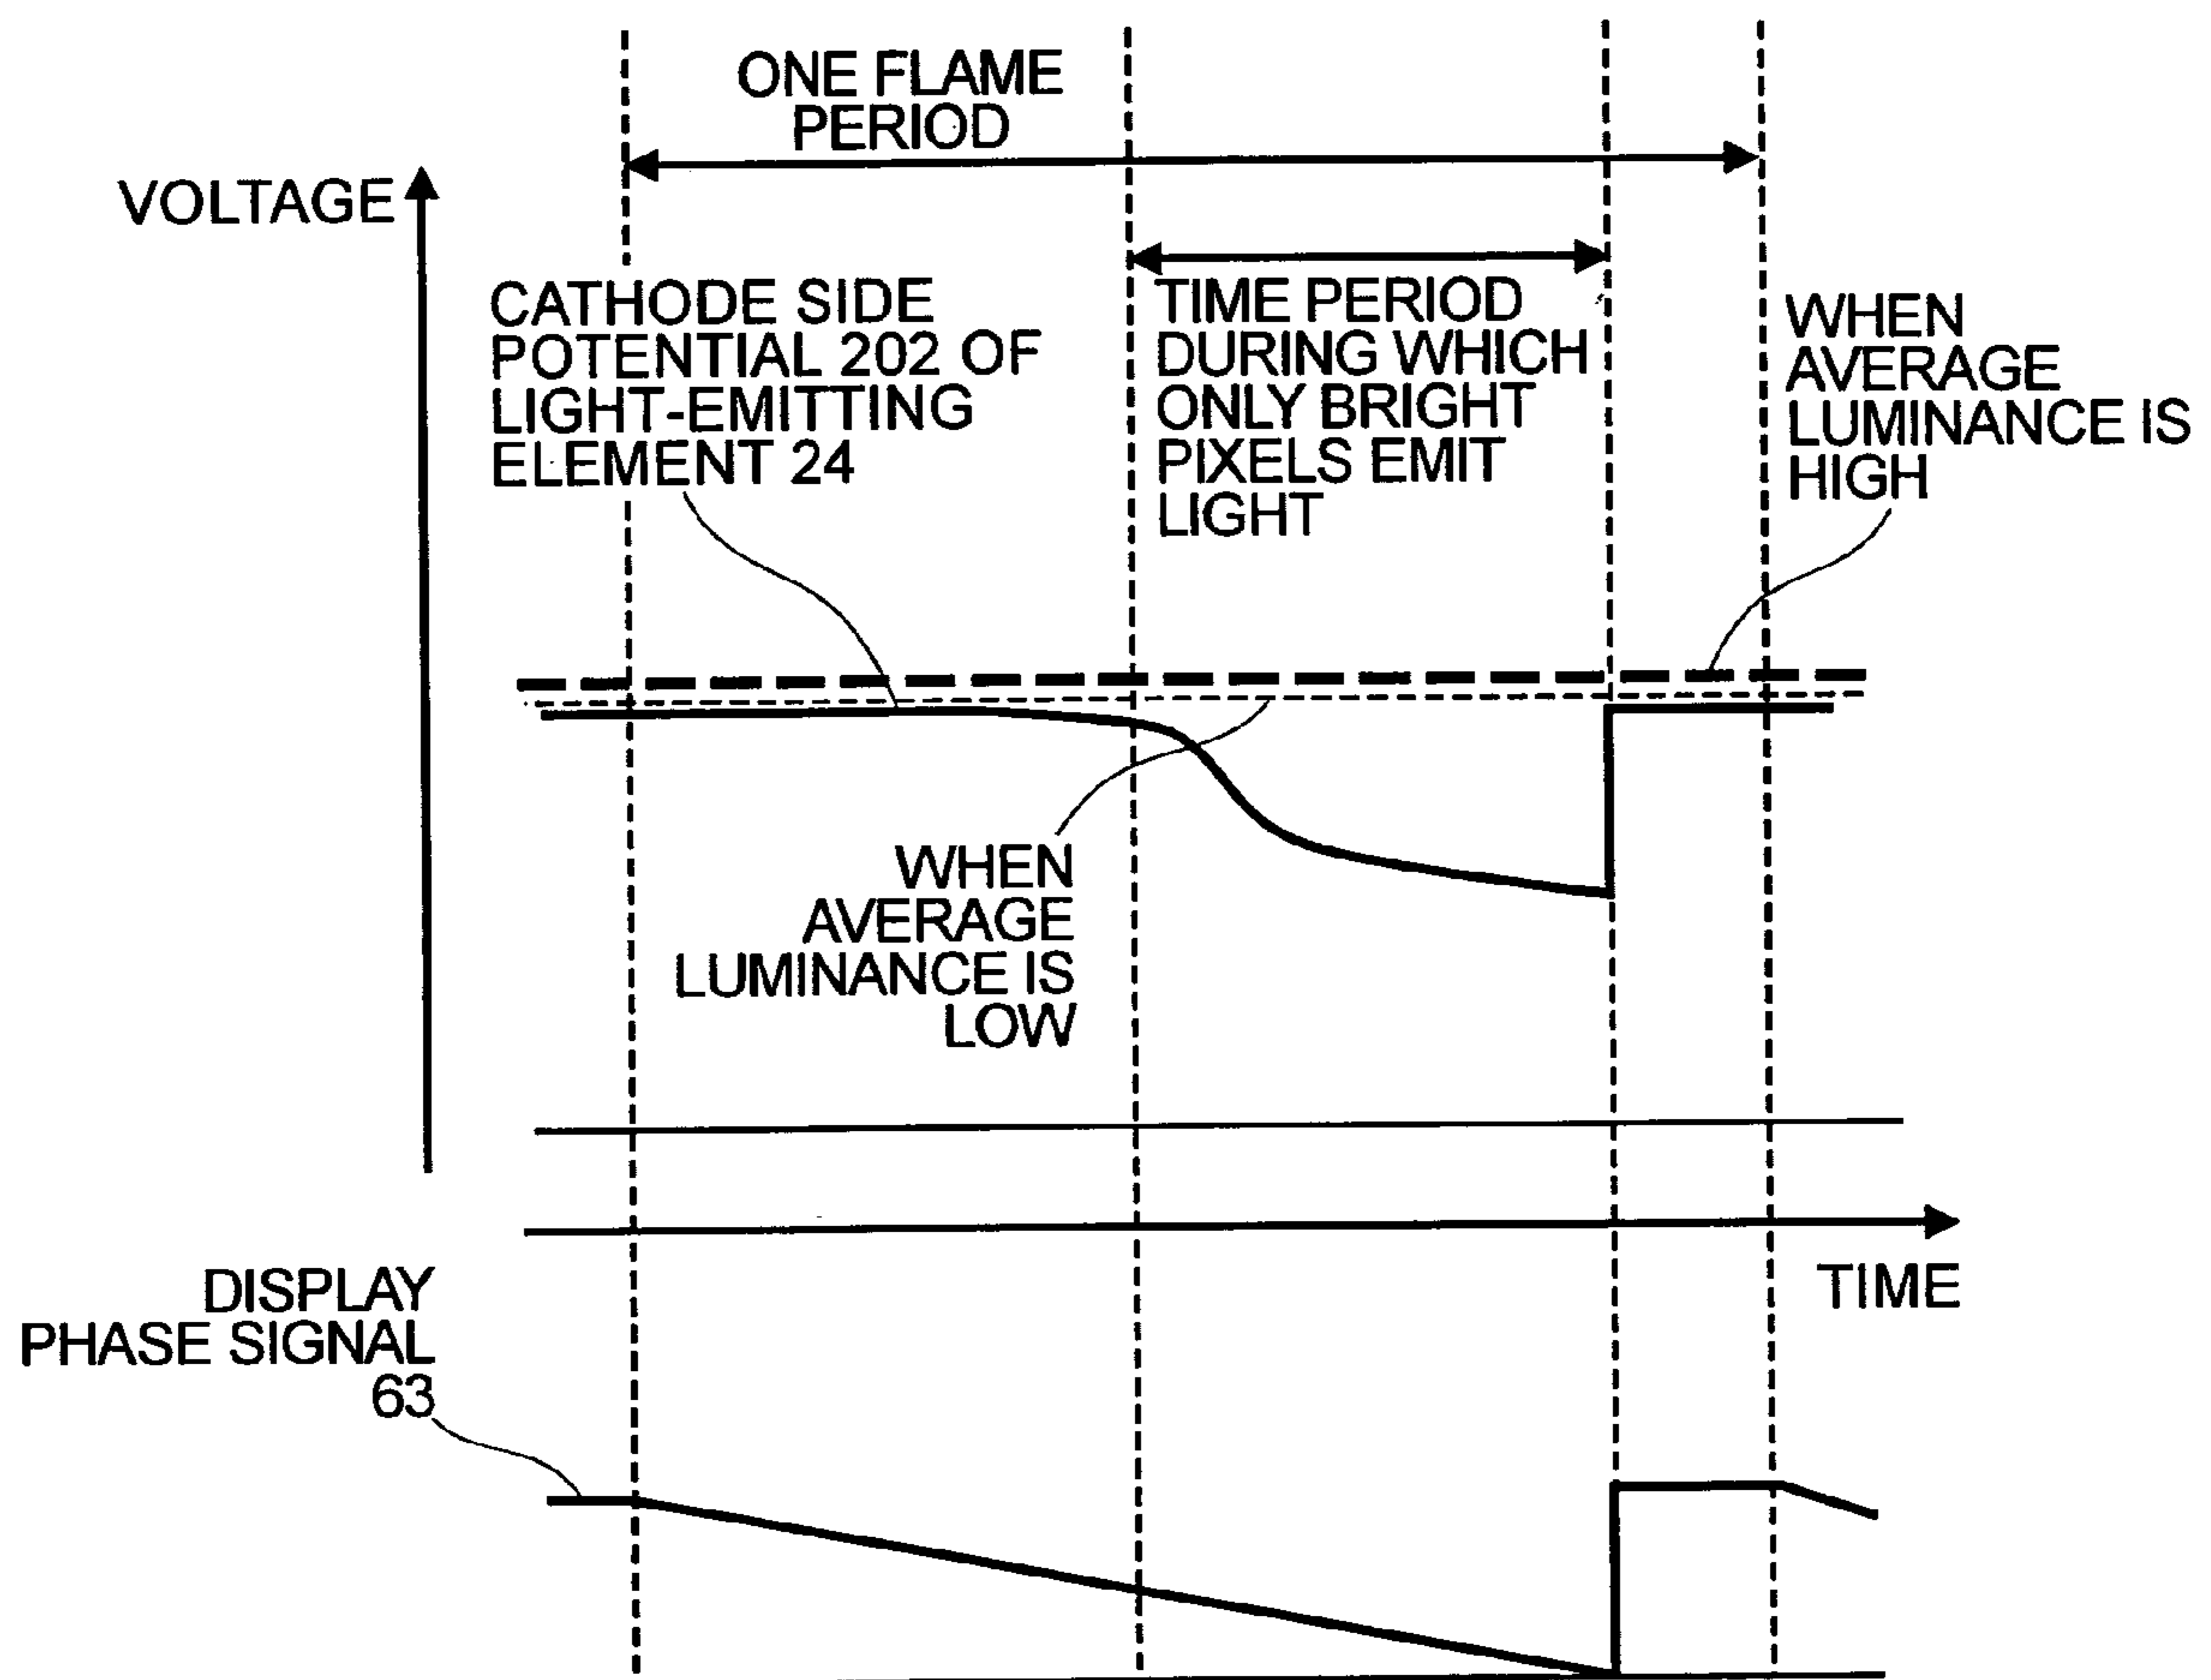 ONE FLAME
PERIOD
VOLTAGE
CATHODE SIDE
POTENTIAL 202 OF
LIGHT-EMITTING
ELEMENT 24
TIME PERIOD
DURING WHICH
ONLY BRIGHT
PIXELS EMIT
LIGHT
WHEN
AVERAGE
LUMINANCE IS
HIGH
WHEN
AVERAGE
LUMINANCE IS
LOW
TIME
DISPLAY
PHASE SIGNAL
63